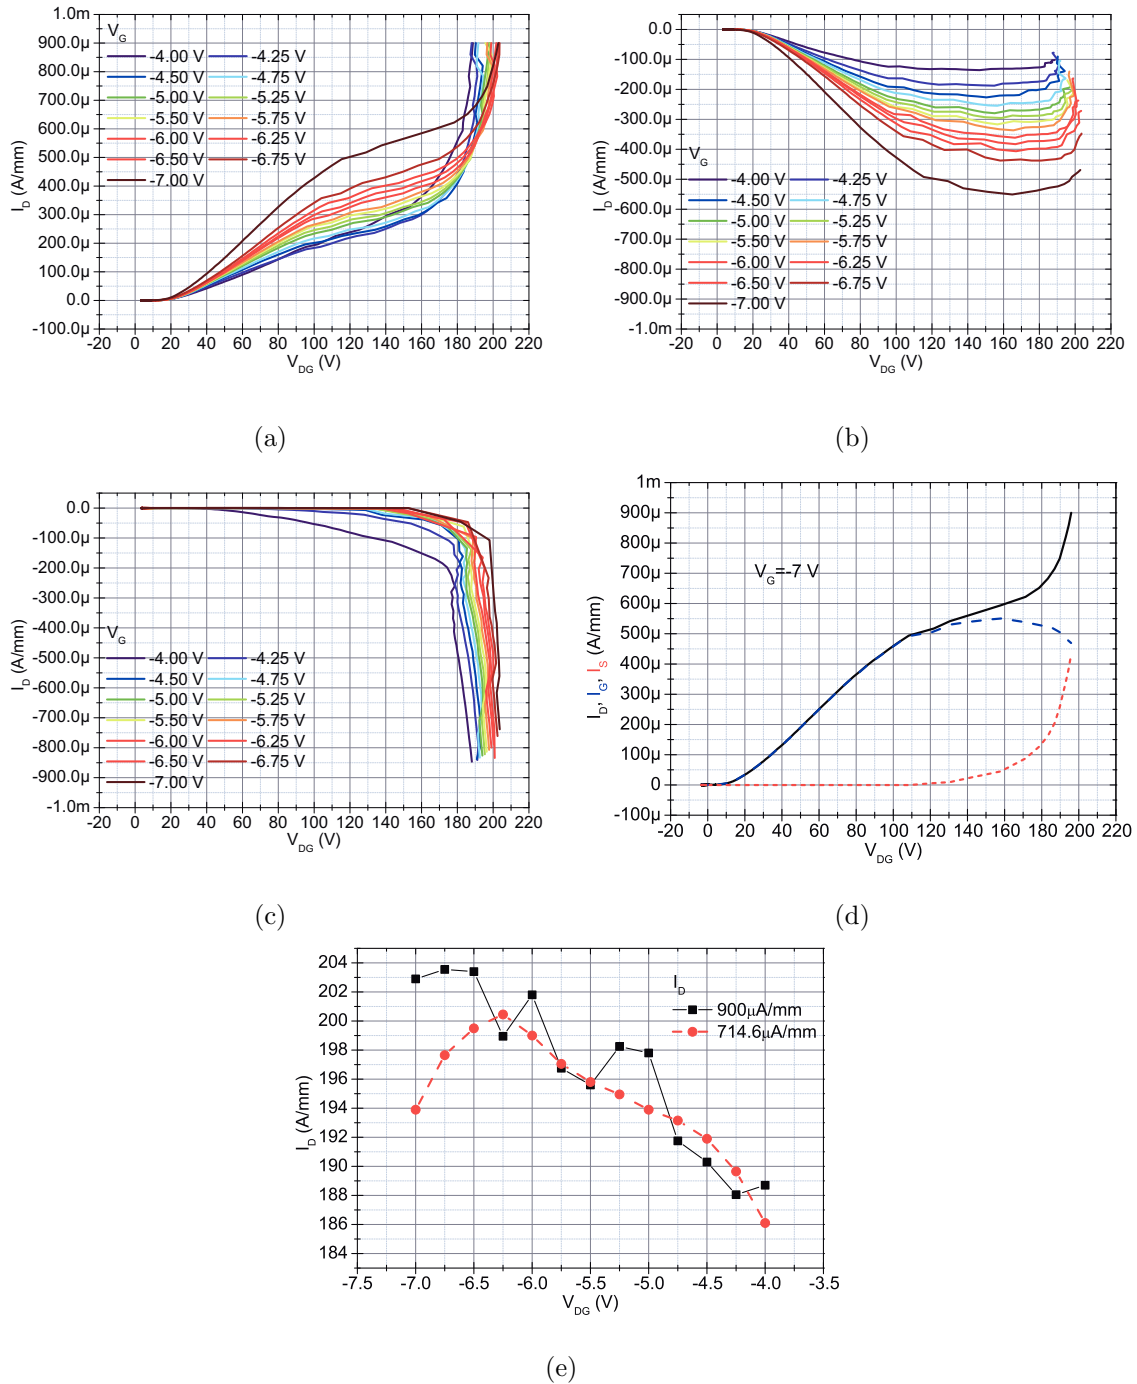 1.0m
900.0µ
800.0µ
700.0µ
600.0µ
500.0µ
400.0µ
300.0µ
200.0µ
100.0µ
0.0
-100.0µ
I_D (A/mm)
V_G
-4.00 V -4.25 V
-4.50 V -4.75 V
-5.00 V -5.25 V
-5.50 V -5.75 V
-6.00 V -6.25 V
-6.50 V -6.75 V
-7.00 V
-20 0 20 40 60 80 100 120 140 160 180 200 220
V_DG (V)
(a)
0.0
-100.0µ
-200.0µ
-300.0µ
-400.0µ
-500.0µ
-600.0µ
-700.0µ
-800.0µ
-900.0µ
-1.0m
I_D (A/mm)
V_G
-4.00 V -4.25 V
-4.50 V -4.75 V
-5.00 V -5.25 V
-5.50 V -5.75 V
-6.00 V -6.25 V
-6.50 V -6.75 V
-7.00 V
-20 0 20 40 60 80 100 120 140 160 180 200 220
V_DG (V)
(b)
0.0
-100.0µ
-200.0µ
-300.0µ
-400.0µ
-500.0µ
-600.0µ
-700.0µ
-800.0µ
-900.0µ
-1.0m
I_D (A/mm)
V_G
-4.00 V -4.25 V
-4.50 V -4.75 V
-5.00 V -5.25 V
-5.50 V -5.75 V
-6.00 V -6.25 V
-6.50 V -6.75 V
-7.00 V
-20 0 20 40 60 80 100 120 140 160 180 200 220
V_DG (V)
(c)
1m
900µ
800µ
700µ
600µ
500µ
400µ
300µ
200µ
100µ
0
-100µ
I_D, I_G, I_S (A/mm)
V_G=-7 V
-20 0 20 40 60 80 100 120 140 160 180 200 220
V_DG (V)
(d)
204
202
200
198
196
194
192
190
188
186
184
I_D (A/mm)
I_D
900µA/mm
714.6µA/mm
-7.5 -7.0 -6.5 -6.0 -5.5 -5.0 -4.5 -4.0 -3.5
V_DG (V)
(e)